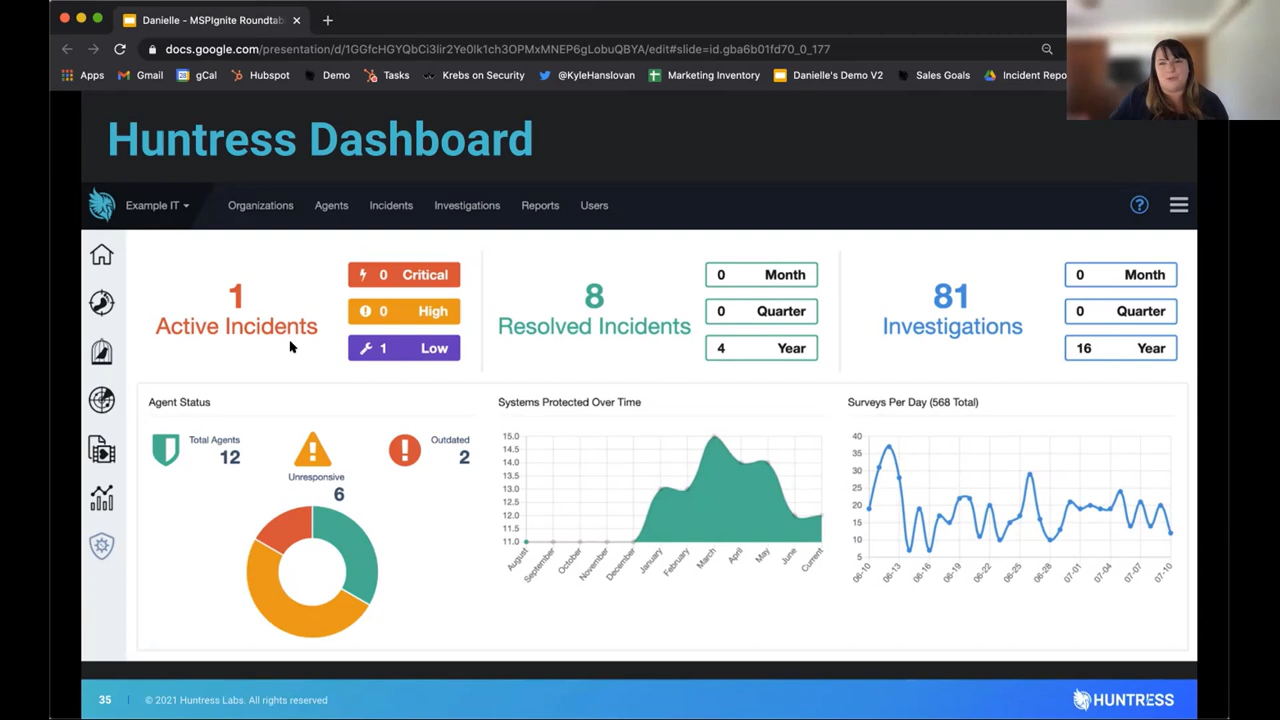 Danielle - MSPIgnite Roundtab
docs.google.com/presentation/d/1GGfcHGYQbCi3lir2Ye0lk1ch3OPMxMNEP6gLobuQBYA/edit#slide=id.gba6b01fd70_0_177
Apps Gmail gCal Hubspot Demo Tasks Krebs on Security @KyleHanslovan Marketing Inventory Danielle's Demo V2 Sales Goals Incident Repo
Huntress Dashboard
Example IT Organizations Agents Incidents Investigations Reports Users
1
Active Incidents
0 Critical
0 High
1 Low
8
Resolved Incidents
0 Month
0 Quarter
4 Year
81
Investigations
0 Month
0 Quarter
16 Year
Agent Status
Total Agents
12
Unresponsive
6
Outdated
2
Systems Protected Over Time
15.0
14.5
14.0
13.5
13.0
12.5
12.0
11.5
11.0
August September October November December January February March April May June Current
Surveys Per Day (568 Total)
40
35
30
25
20
15
10
5
06-10 06-13 06-16 06-19 06-22 06-25 06-28 07-01 07-04 07-07 07-10
35 © 2021 Huntress Labs. All rights reserved
HUNTRESS